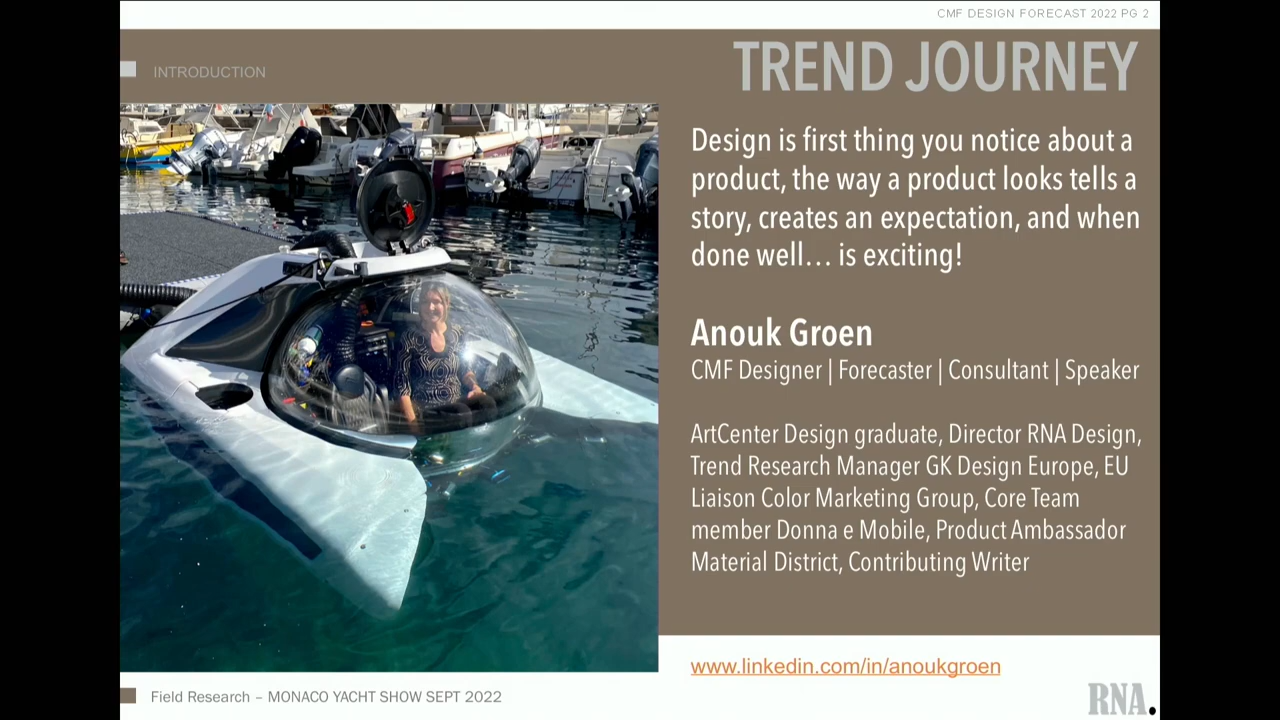 CMF DESIGN FORECAST 2022 PG 2
INTRODUCTION
TREND JOURNEY
Design is first thing you notice about a
product, the way a product looks tells a
story, creates an expectation, and when
done well... is exciting!
Anouk Groen
CMF Designer | Forecaster | Consultant | Speaker
ArtCenter Design graduate, Director RNA Design,
Trend Research Manager GK Design Europe, EU
Liaison Color Marketing Group, Core Team
member Donna e Mobile, Product Ambassador
Material District, Contributing Writer
www.linkedin.com/in/anoukgroen
Field Research – MONACO YACHT SHOW SEPT 2022
RNA.